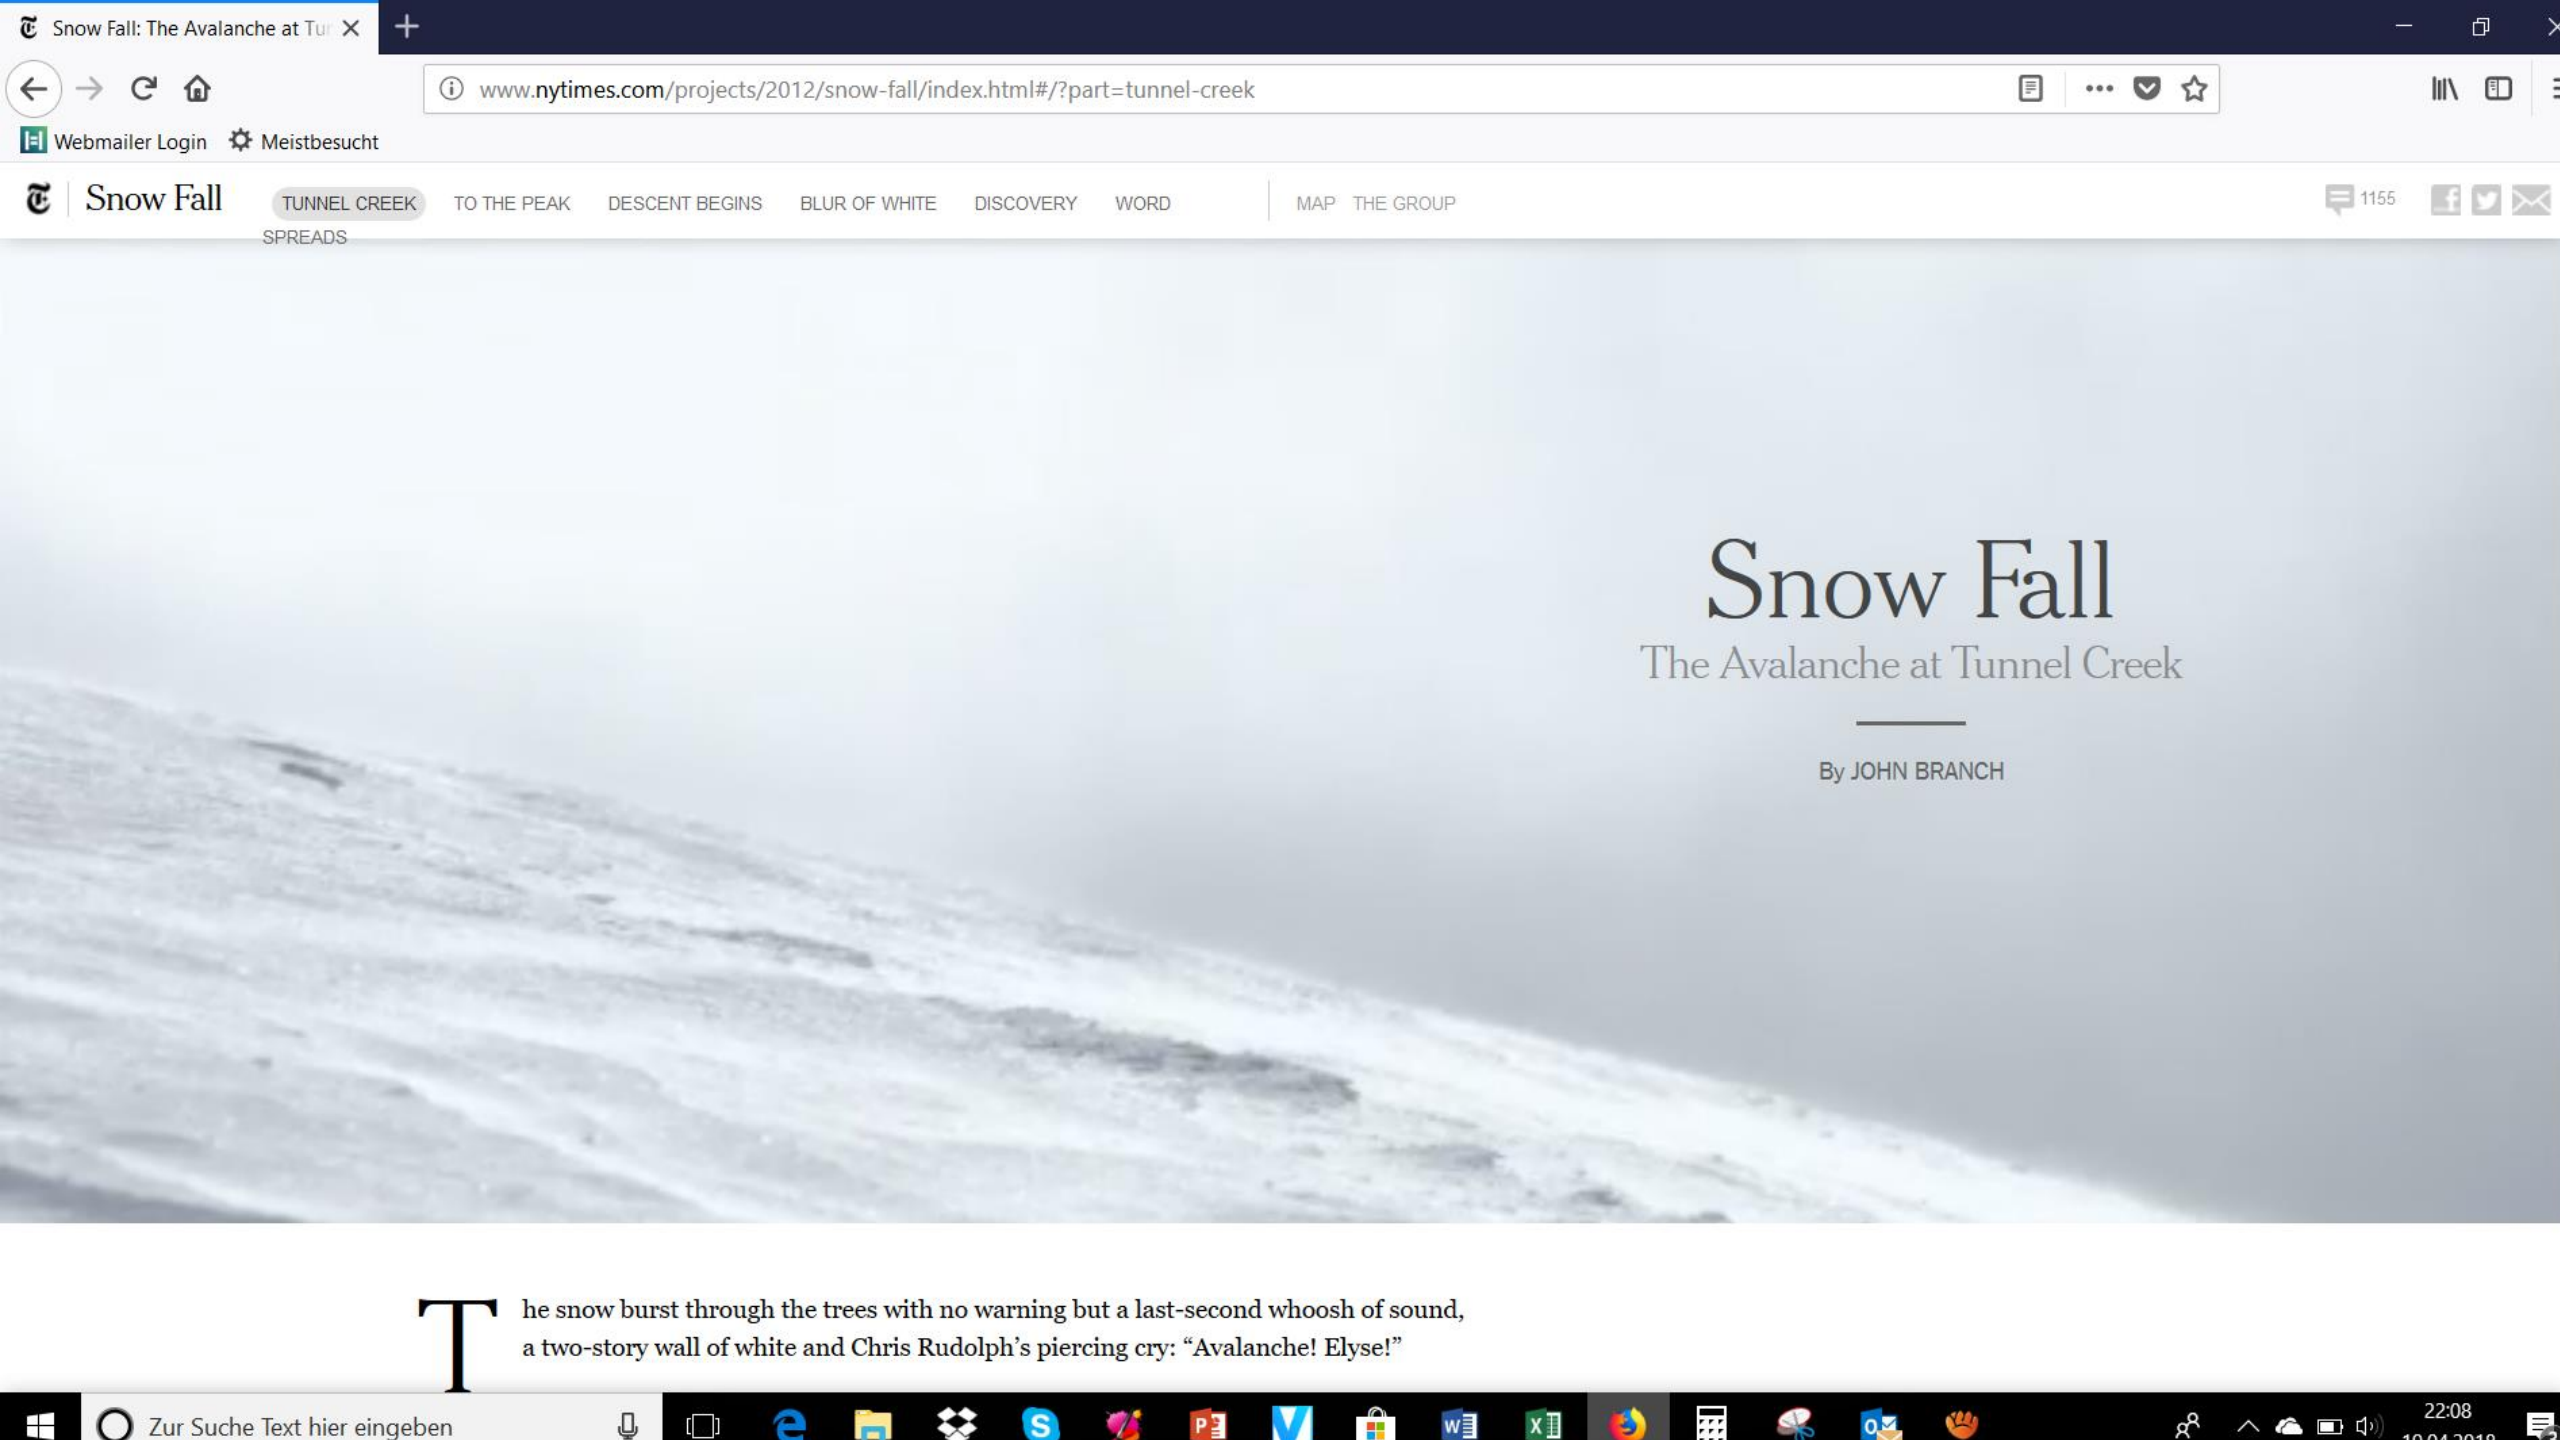 Snow Fall: The Avalanche at Tu
www.nytimes.com/projects/2012/snow-fall/index.html#/?part=tunnel-creek
Webmailer Login Meistbesucht
Snow Fall TUNNEL CREEK TO THE PEAK DESCENT BEGINS BLUR OF WHITE DISCOVERY WORD MAP THE GROUP 1155
SPREADS
Snow Fall
The Avalanche at Tunnel Creek
By JOHN BRANCH
The snow burst through the trees with no warning but a last-second whoosh of sound,
a two-story wall of white and Chris Rudolph’s piercing cry: “Avalanche! Elyse!”
Zur Suche Text hier eingeben
22:08